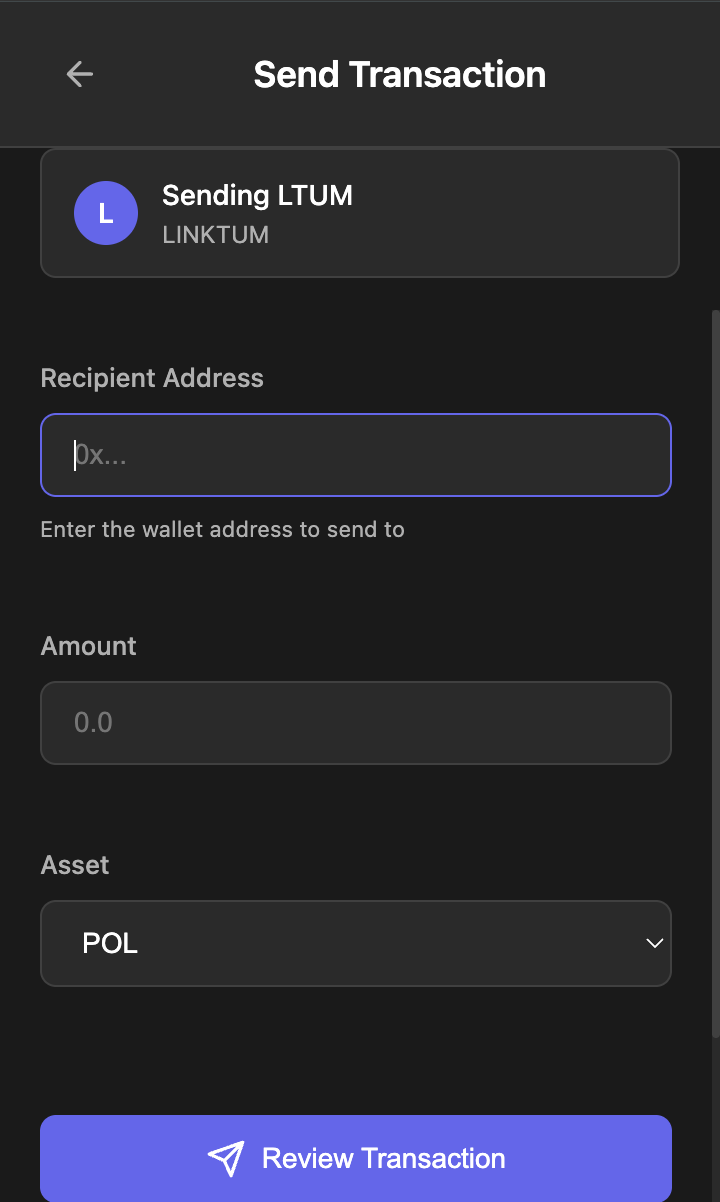 Send Transaction
L
Sending LTUM
LINKTUM
Recipient Address
0x...
Enter the wallet address to send to
Amount
0.0
Asset
POL
Review Transaction